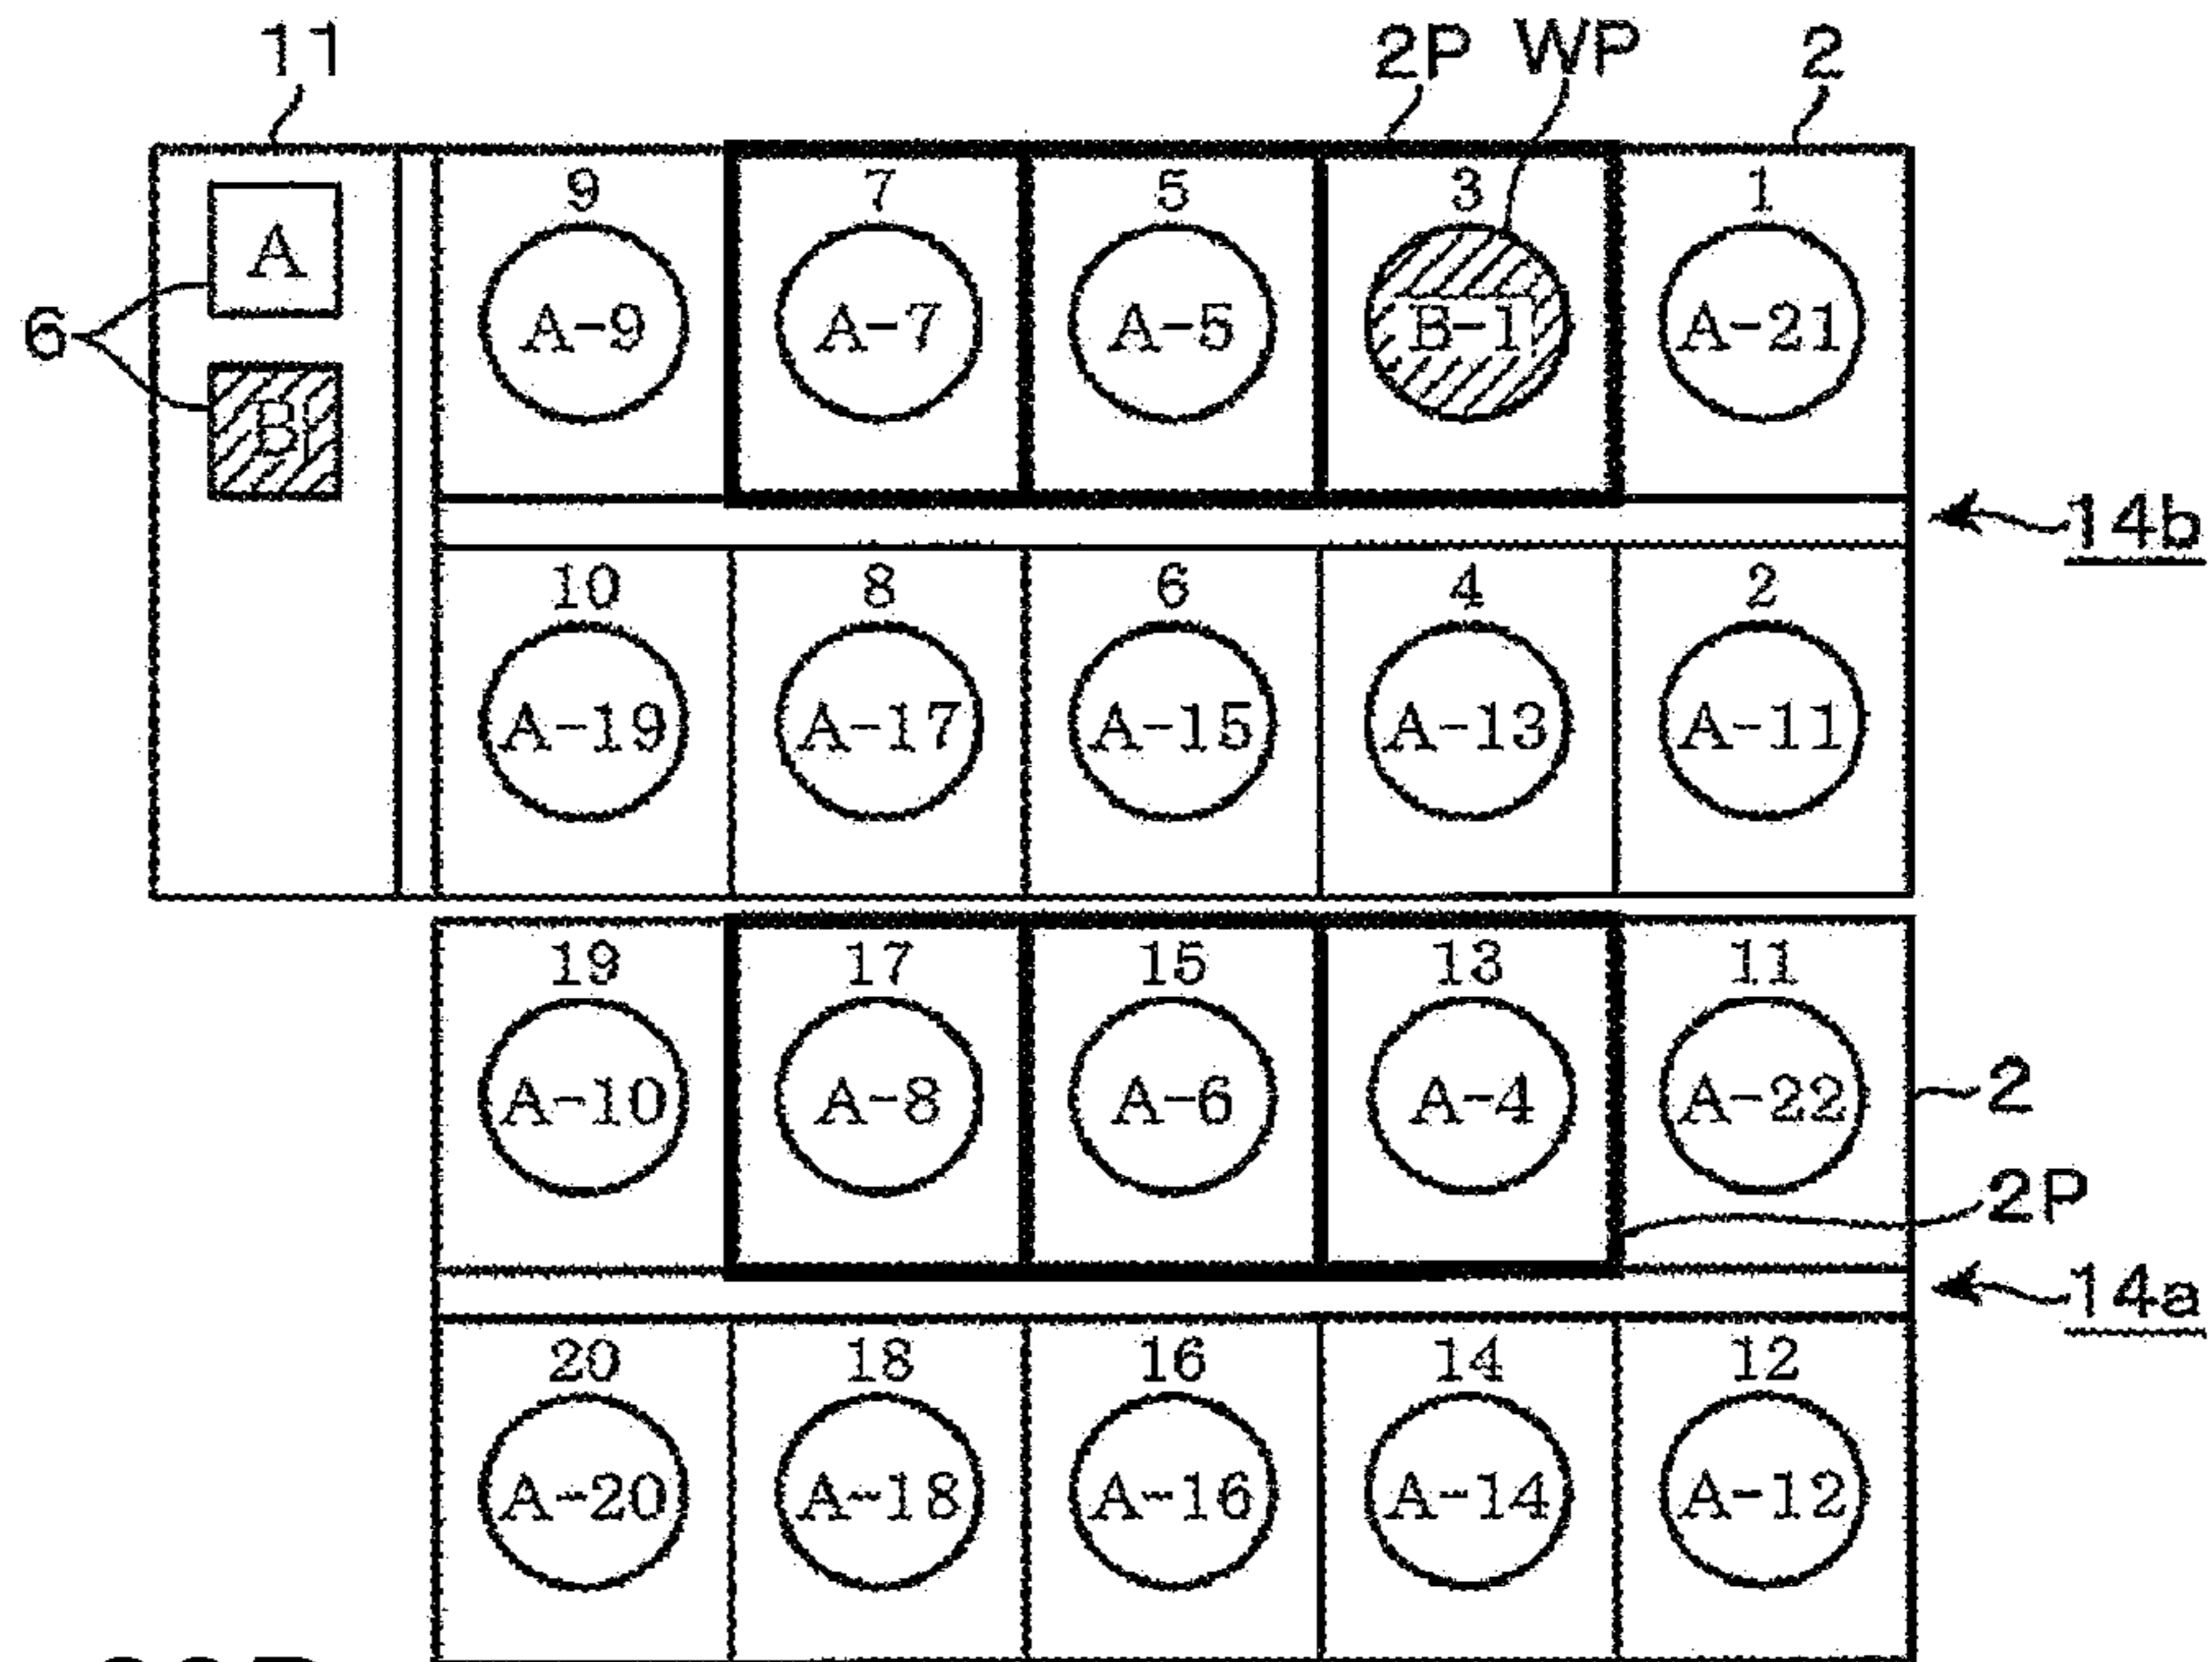 11 2P WP 2
A 9 7 5 3 1
6 A-9 A-7 A-5 B-1 A-21
B
14b
10 8 6 4 2
A-19 A-17 A-15 A-13 A-11
19 17 15 13 11
A-10 A-8 A-6 A-4 A-22 2
2P
14a
20 18 16 14 12
A-20 A-18 A-16 A-14 A-12